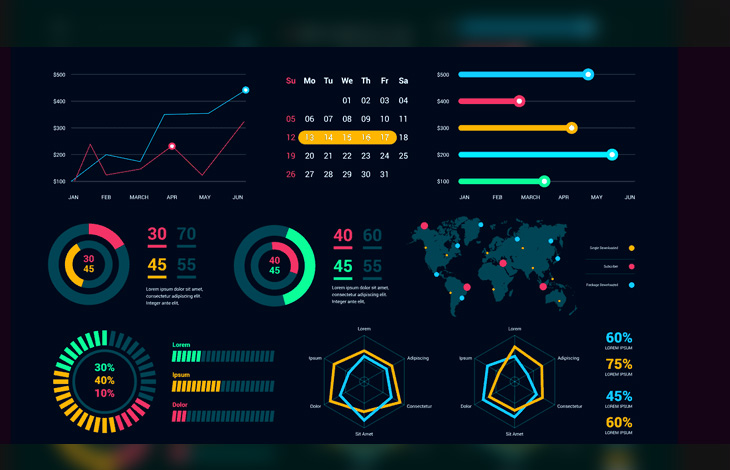 $500
$400
$300
$200
$100
JAN FEB MARCH APR MAY JUN
Su Mo Tu We Th Fr Sa
01 02 03 04
05 06 07 08 09 10 11
12 13 14 15 16 17 18
19 20 21 22 23 24 25
26 27 28 29 30 31
$500
$400
$300
$200
$100
JAN FEB MARCH APR MAY JUN
30
45
30 70
45 55
Lorem ipsum dolor sit amet,
consectetur adipiscing elit.
Integer ante elit.
40
45
40 60
45 55
Lorem ipsum dolor sit amet,
consectetur adipiscing elit.
Integer ante elit.
30%
40%
10%
Lorem
Ipsum
Dolor
Lorem
Ipsum Adipiscing
Dolor Consectetur
Sit Amet
Lorem
Ipsum Adipiscing
Dolor Consectetur
Sit Amet
60%
LOREM IPSUM
75%
LOREM IPSUM
45%
LOREM IPSUM
60%
LOREM IPSUM